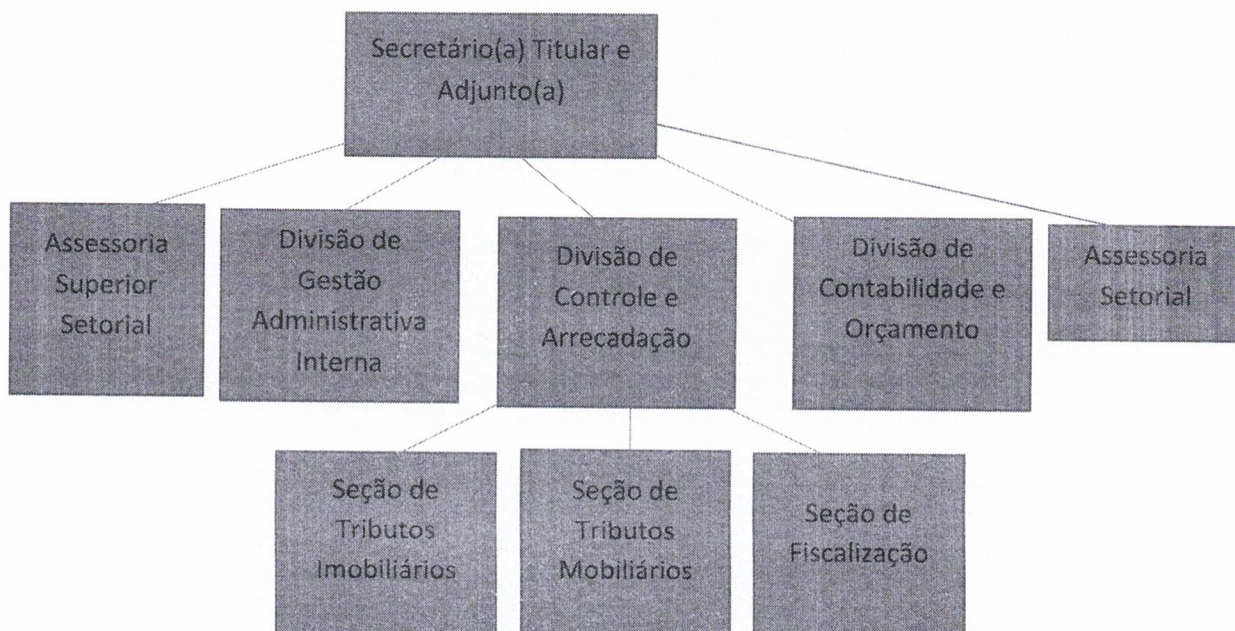 Secretário(a) Titular e
Adjunto(a)
Assessoria
Superior
Setorial
Divisão de
Gestão
Administrativa
Interna
Divisão de
Controle e
Arrecadação
Divisão de
Contabilidade e
Orçamento
Assessoria
Setorial
Seção de
Tributos
Imobiliários
Seção de
Tributos
Mobiliários
Seção de
Fiscalização